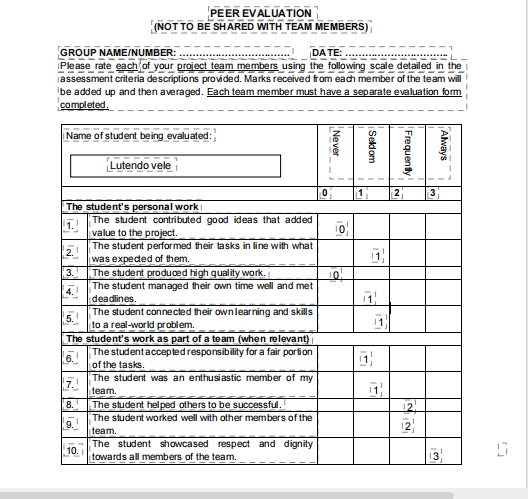 PEER EVALUATION
(NOT TO BE SHARED WITH TEAM MEMBERS)
GROUP NAME/NUMBER: ………………………………. DATE: …………………………….
Please rate each of your project team members using the following scale detailed in the
assessment criteria descriptions provided. Marks received from each member of the team will
be added up and then averaged. Each team member must have a separate evaluation form
completed.
Name of student being evaluated: Never Seldom Frequently Always
Lutendo vele
0 1 2 3
The student's personal work
1. The student contributed good ideas that added
value to the project. 0
2. The student performed their tasks in line with what
was expected of them. 1
3. The student produced high quality work. 0
4. The student managed their own time well and met
deadlines. 1
5. The student connected their own learning and skills
to a real-world problem. 1
The student's work as part of a team (when relevant)
6. The student accepted responsibility for a fair portion
of the tasks. 1
7. The student was an enthusiastic member of my
team. 1
8. The student helped others to be successful. 2
9. The student worked well with other members of the
team. 2
10. The student showcased respect and dignity
towards all members of the team. 3